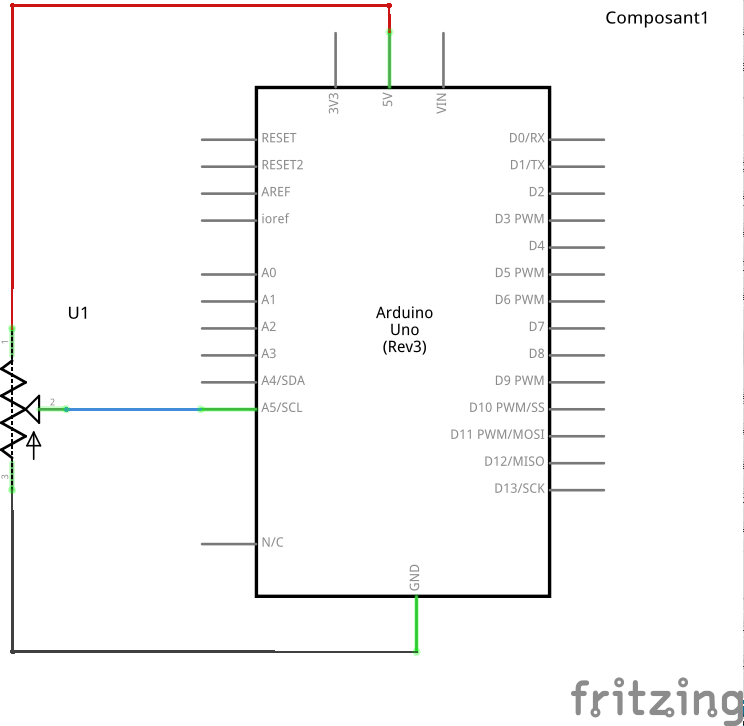 Composant1
3V3
5V
VIN
RESET
RESET2
AREF
ioref
A0
A1
A2
A3
A4/SDA
A5/SCL
N/C
D0/RX
D1/TX
D2
D3 PWM
D4
D5 PWM
D6 PWM
D7
D8
D9 PWM
D10 PWM/SS
D11 PWM/MOSI
D12/MISO
D13/SCK
Arduino
Uno
(Rev3)
GND
U1
1
2
3
fritzing